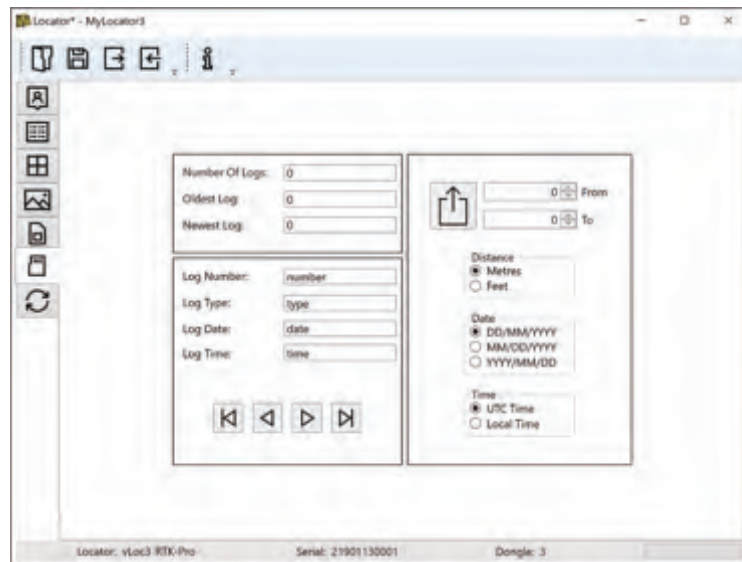 Locator* - MyLocator3
Number Of Logs: 0
Oldest Log: 0
Newest Log: 0
Log Number: number
Log Type: type
Log Date: date
Log Time: time
0 From
0 To
Distance
Metres
Feet
Date
DD/MM/YYYY
MM/DD/YYYY
YYYY/MM/DD
Time
UTC Time
Local Time
Locator: vLoc3 RTK-Pro Serial: 21901130001 Dongle: 3